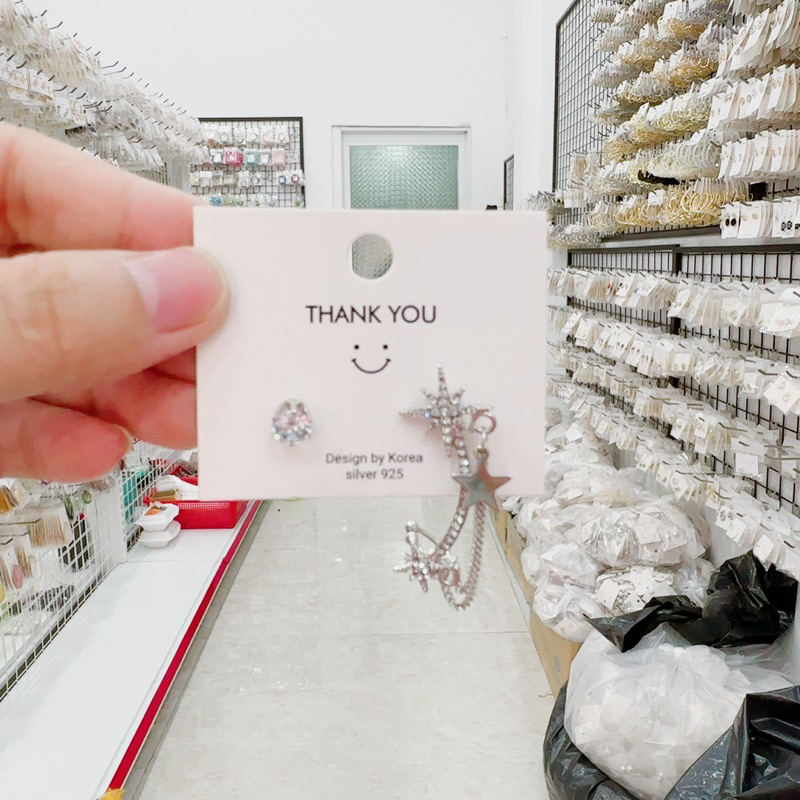 THANK YOU
Design by Korea
silver 925